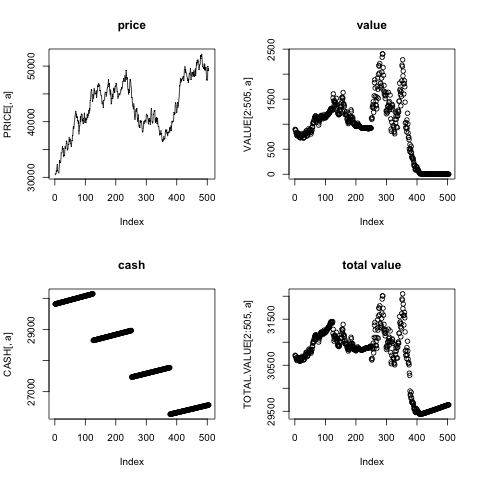 price
PRICE[, a]
30000 40000 50000
0 100 200 300 400 500
Index
value
VALUE[2:505, a]
0 500 1500 2500
0 100 200 300 400 500
Index
cash
CASH[, a]
27000 29000
0 100 200 300 400 500
Index
total value
TOTAL.VALUE[2:505, a]
29500 30500 31500
0 100 200 300 400 500
Index